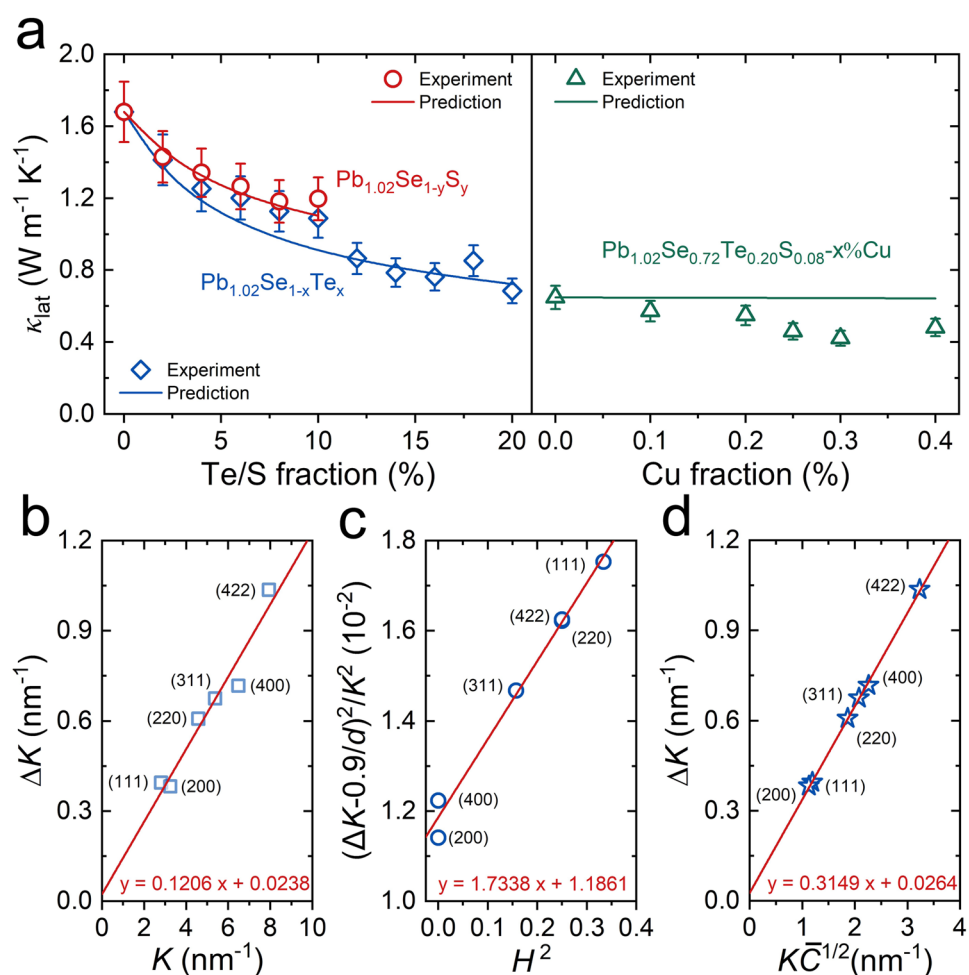 a
2.0
1.6
1.2
0.8
0.4
0.0
κlat (W m-1 K-1)
Experiment
Prediction
Pb1.02Se1-ySy
Pb1.02Se1-xTex
Experiment
Prediction
0 5 10 15 20
Te/S fraction (%)
Experiment
Prediction
Pb1.02Se0.72Te0.20S0.08-x%Cu
0.0 0.1 0.2 0.3 0.4
Cu fraction (%)
b
1.2
0.9
0.6
0.3
0.0
ΔK (nm-1)
(422)
(311)
(400)
(220)
(111)
(200)
y = 0.1206 x + 0.0238
0 2 4 6 8 10
K (nm-1)
c
1.8
1.6
1.4
1.2
1.0
(ΔK-0.9/d)2/K2 (10-2)
(111)
(422)
(220)
(311)
(400)
(200)
y = 1.7338 x + 1.1861
0.0 0.1 0.2 0.3 0.4
H2
d
1.2
0.9
0.6
0.3
0.0
ΔK (nm-1)
(422)
(311)
(400)
(220)
(200)
(111)
y = 0.3149 x + 0.0264
0 1 2 3 4
KC̅1/2(nm-1)